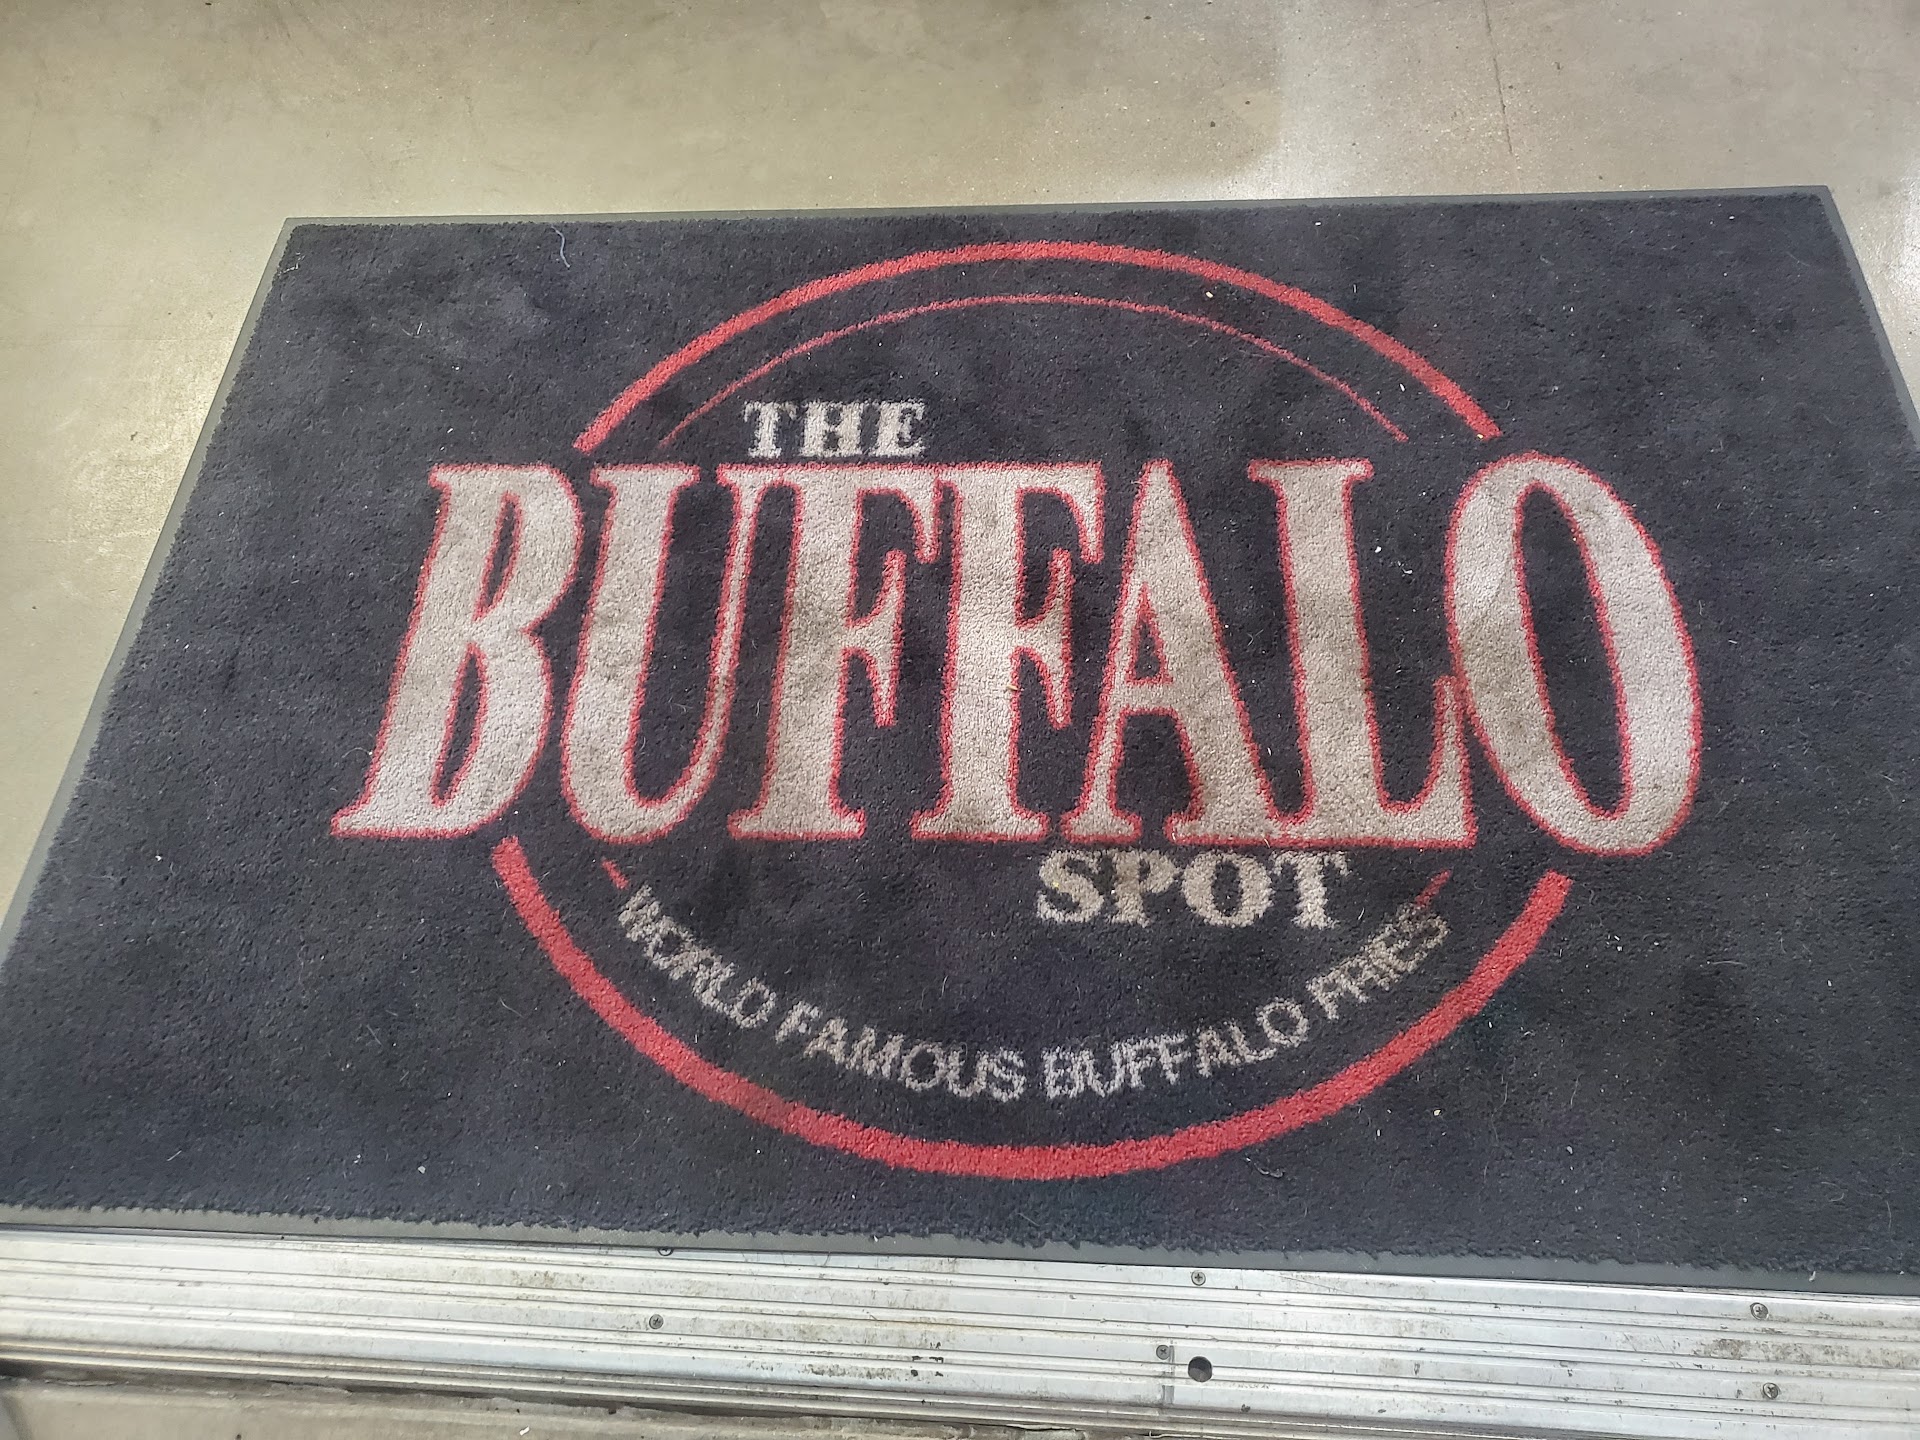 THE
BUFFALO
SPOT
WORLD FAMOUS BUFFALO FRIES